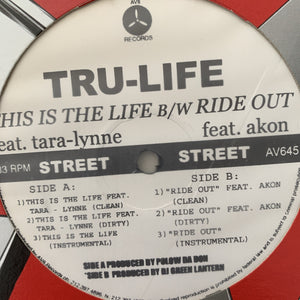 AV8
RECORDS
TRU-LIFE
THIS IS THE LIFE B/W RIDE OUT
feat. tara-lynne
feat. akon
33 RPM
STREET
STREET
AV645
SIDE A:
1)THIS IS THE LIFE FEAT.
TARA - LYNNE (CLEAN)
2)THIS IS THE LIFE FEAT.
TARA - LYNNE (DIRTY)
3)THIS IS THE LIFE
(INSTRUMENTAL)
SIDE B:
1)"RIDE OUT" FEAT. AKON
(CLEAN)
2)"RIDE OUT" FEAT. AKON
(DIRTY)
3)"RIDE OUT"
(INSTRUMENTAL)
SIDE A PRODUCED BY POLOW DA DON
SIDE B PRODUCED BY DJ GREEN LANTERN